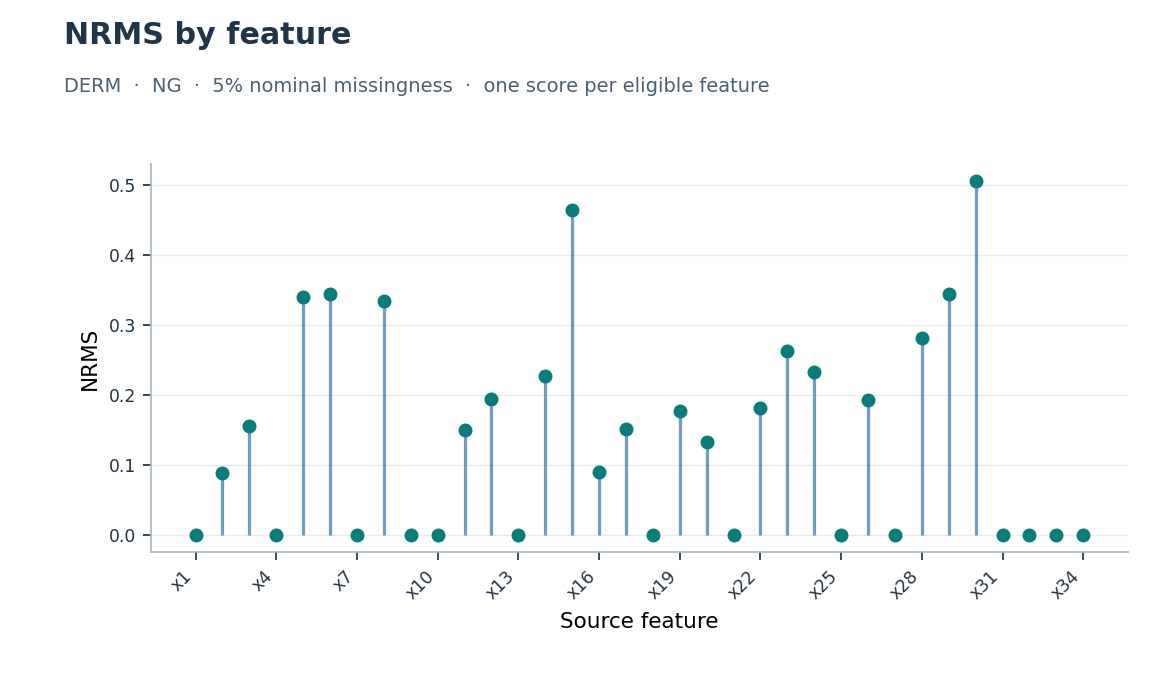 NRMS by feature
DERM · NG · 5% nominal missingness · one score per eligible feature
0.5
0.4
0.3
0.2
0.1
0.0
NRMS
x1 x4 x7 x10 x13 x16 x19 x22 x25 x28 x31 x34
Source feature